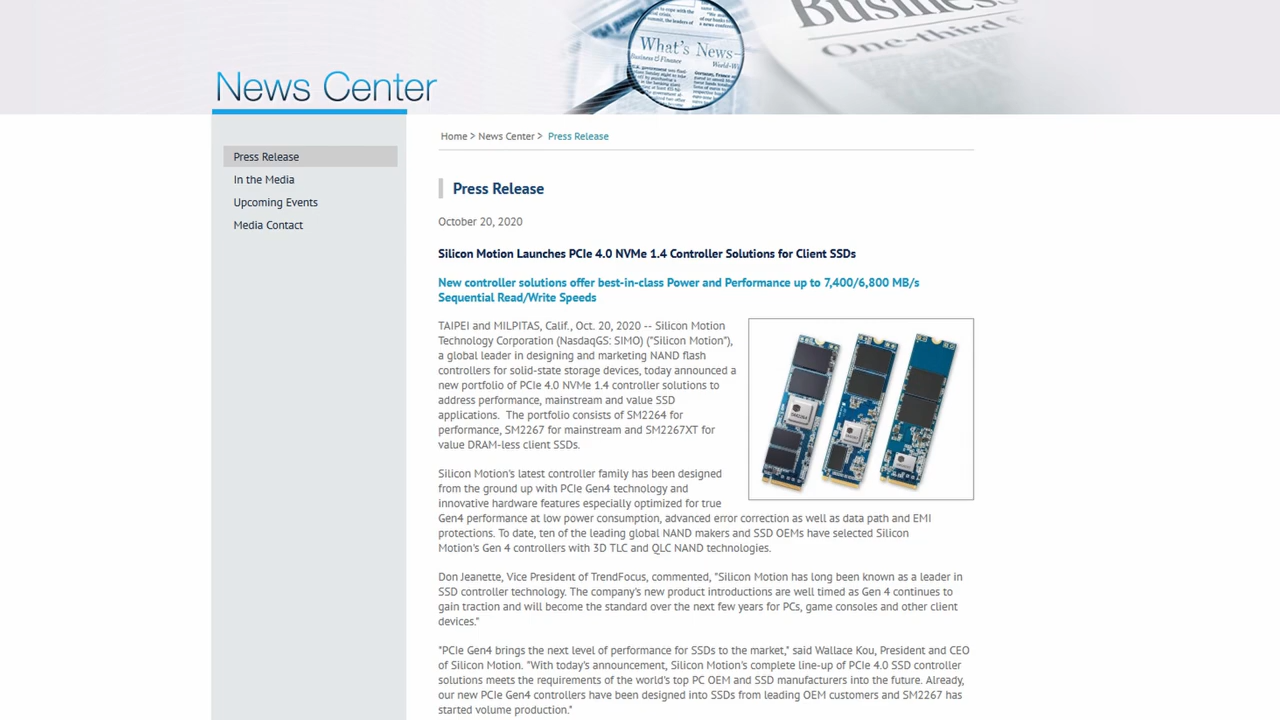 Business
One-third
What's News
Business & Finance
World-Wi
News Center
Home > News Center > Press Release
Press Release
In the Media
Upcoming Events
Media Contact
Press Release
October 20, 2020
Silicon Motion Launches PCIe 4.0 NVMe 1.4 Controller Solutions for Client SSDs
New controller solutions offer best-in-class Power and Performance up to 7,400/6,800 MB/s
Sequential Read/Write Speeds
TAIPEI and MILPITAS, Calif., Oct. 20, 2020 -- Silicon Motion
Technology Corporation (NasdaqGS: SIMO) ("Silicon Motion"),
a global leader in designing and marketing NAND flash
controllers for solid-state storage devices, today announced a
new portfolio of PCIe 4.0 NVMe 1.4 controller solutions to
address performance, mainstream and value SSD
applications. The portfolio consists of SM2264 for
performance, SM2267 for mainstream and SM2267XT for
value DRAM-less client SSDs.
Silicon Motion's latest controller family has been designed
from the ground up with PCIe Gen4 technology and
innovative hardware features especially optimized for true
Gen4 performance at low power consumption, advanced error correction as well as data path and EMI
protections. To date, ten of the leading global NAND makers and SSD OEMs have selected Silicon
Motion's Gen 4 controllers with 3D TLC and QLC NAND technologies.
Don Jeanette, Vice President of TrendFocus, commented, "Silicon Motion has long been known as a leader in
SSD controller technology. The company's new product introductions are well timed as Gen 4 continues to
gain traction and will become the standard over the next few years for PCs, game consoles and other client
devices."
"PCIe Gen4 brings the next level of performance for SSDs to the market," said Wallace Kou, President and CEO
of Silicon Motion. "With today's announcement, Silicon Motion's complete line-up of PCIe 4.0 SSD controller
solutions meets the requirements of the world's top PC OEM and SSD manufacturers into the future. Already,
our new PCIe Gen4 controllers have been designed into SSDs from leading OEM customers and SM2267 has
started volume production."